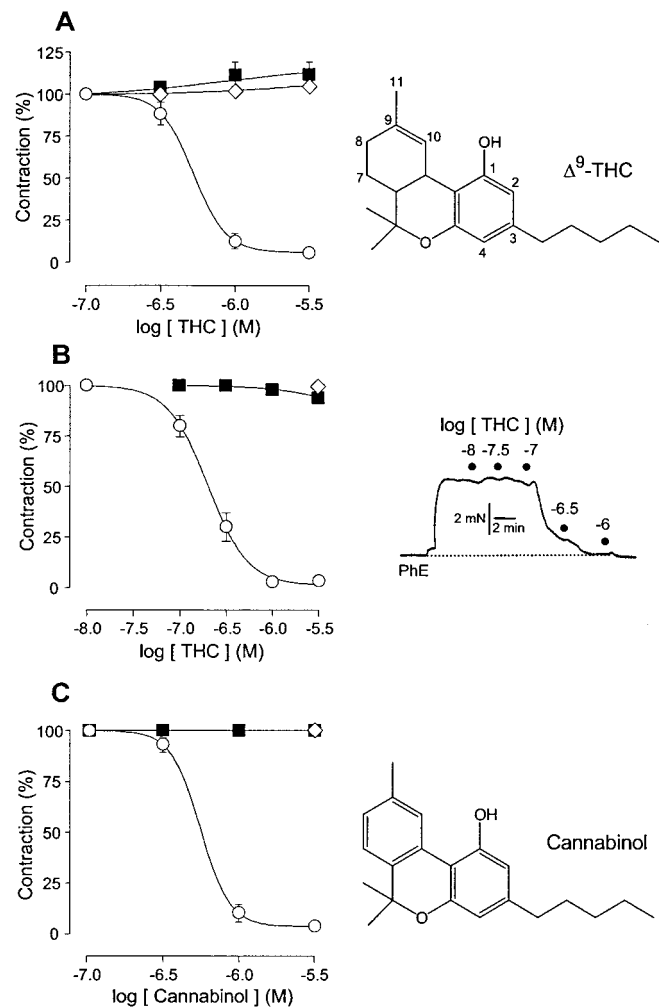 A
125
100
75
50
25
0
Contraction (%)
-7.0 -6.5 -6.0 -5.5
log [ THC ] (M)
11
9
8
10
7
OH
1
2
3
4
O
Δ⁹-THC
B
100
75
50
25
0
Contraction (%)
-8.0 -7.5 -7.0 -6.5 -6.0 -5.5
log [ THC ] (M)
log [ THC ] (M)
-8 -7.5 -7
-6.5
-6
2 mN
2 min
PhE
C
100
75
50
25
0
Contraction (%)
-7.0 -6.5 -6.0 -5.5
log [ Cannabinol ] (M)
OH
O
Cannabinol